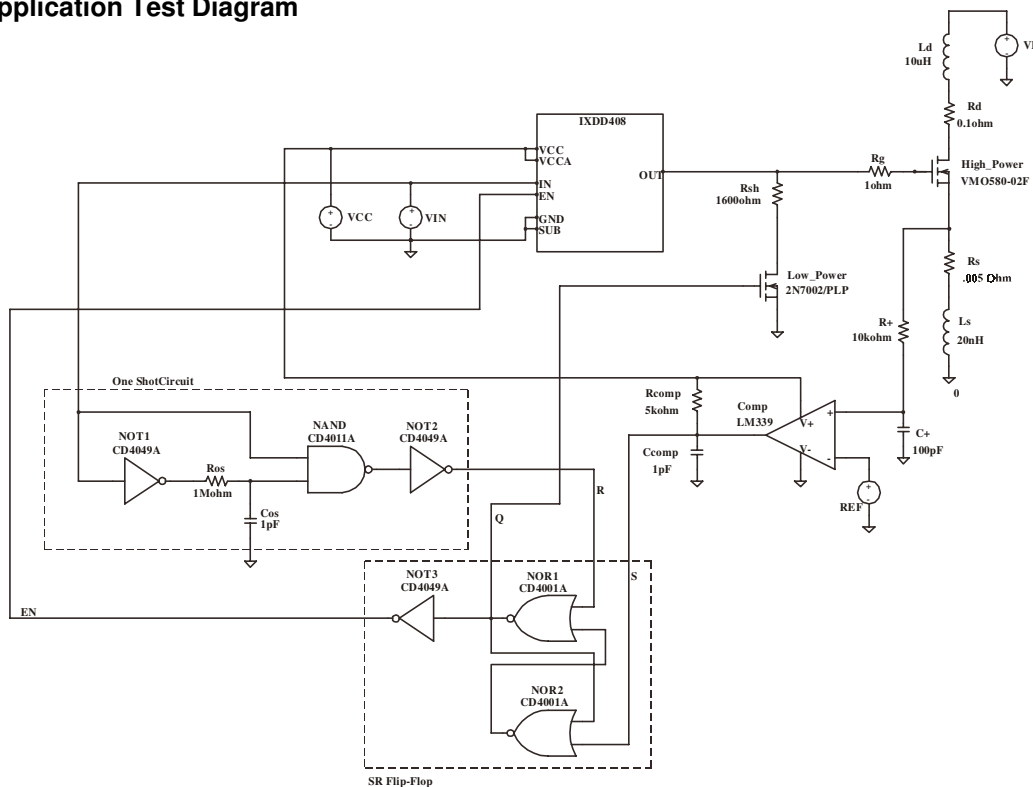 pplication Test Diagram
Ld
10uH
Rd
0.1ohm
IXDD408
VCC
VCCA
IN
EN
GND
SUB
OUT
Rg
1ohm
High_Power
VMO580-02F
Rsh
1600ohm
VCC
VIN
Low_Power
2N7002/PLP
Rs
.005 Ohm
R+
10kohm
Ls
20nH
0
One ShotCircuit
Rcomp
5kohm
Comp
LM339
V+
V-
+
-
Ccomp
1pF
C+
100pF
REF
NOT1
CD4049A
Ros
1Mohm
Cos
1pF
NAND
CD4011A
NOT2
CD4049A
R
Q
S
EN
NOT3
CD4049A
NOR1
CD4001A
NOR2
CD4001A
SR Flip-Flop